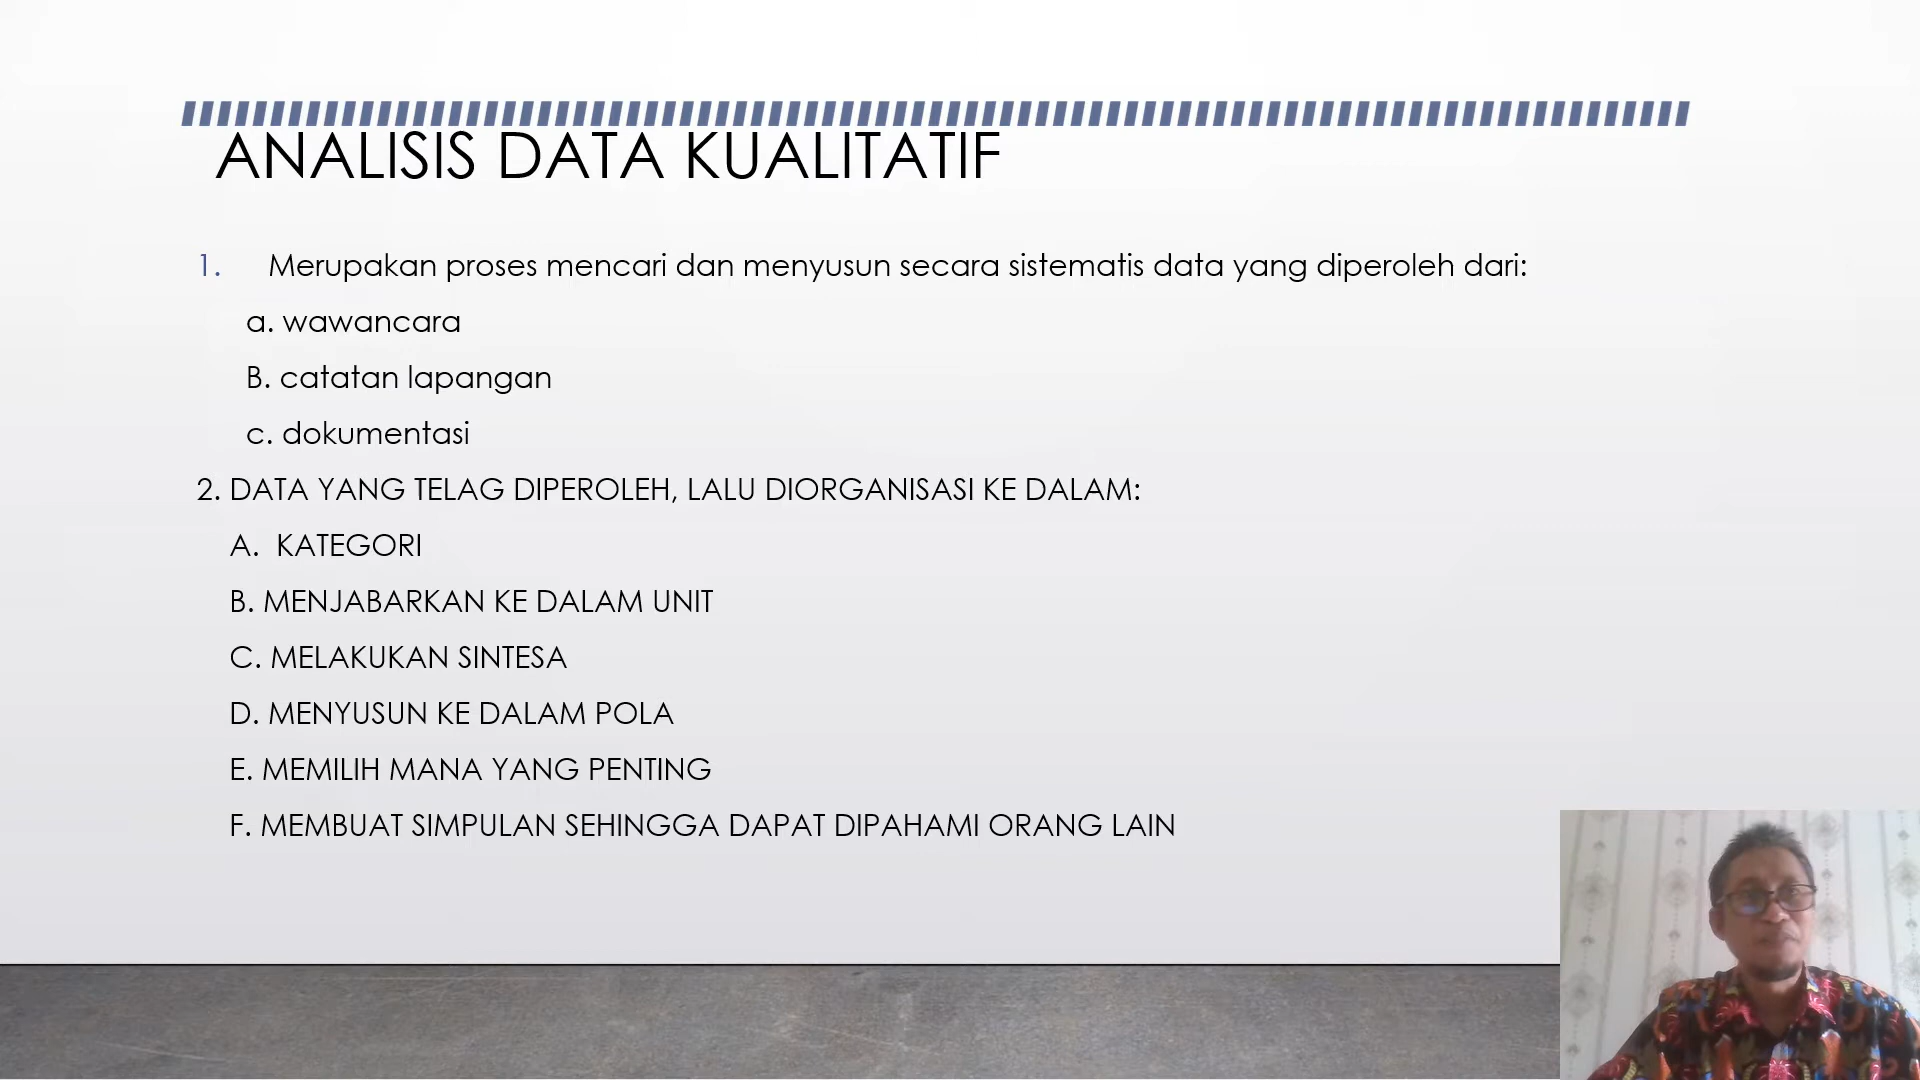 ANALISIS DATA KUALITATIF
1. Merupakan proses mencari dan menyusun secara sistematis data yang diperoleh dari:
a. wawancara
B. catatan lapangan
c. dokumentasi
2. DATA YANG TELAG DIPEROLEH, LALU DIORGANISASI KE DALAM:
A. KATEGORI
B. MENJABARKAN KE DALAM UNIT
C. MELAKUKAN SINTESA
D. MENYUSUN KE DALAM POLA
E. MEMILIH MANA YANG PENTING
F. MEMBUAT SIMPULAN SEHINGGA DAPAT DIPAHAMI ORANG LAIN